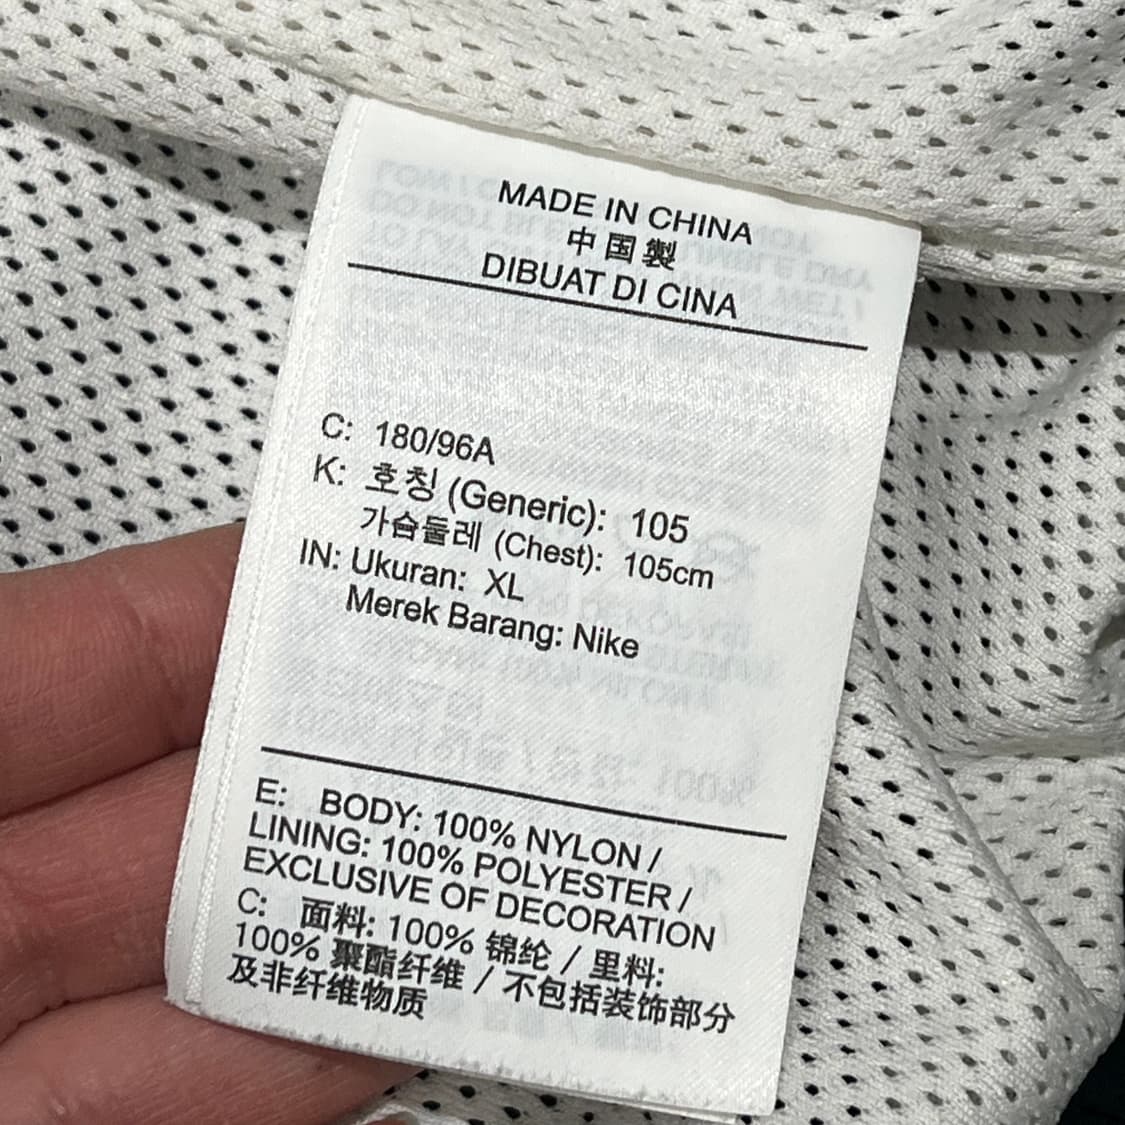 MADE IN CHINA
中国製
DIBUAT DI CINA
C: 180/96A
K: 호칭 (Generic): 105
가슴둘레 (Chest): 105cm
IN: Ukuran: XL
Merek Barang: Nike
E: BODY: 100% NYLON /
LINING: 100% POLYESTER /
EXCLUSIVE OF DECORATION
C: 面料: 100% 锦纶 / 里料:
100% 聚酯纤维 / 不包括装饰部分
及非纤维物质